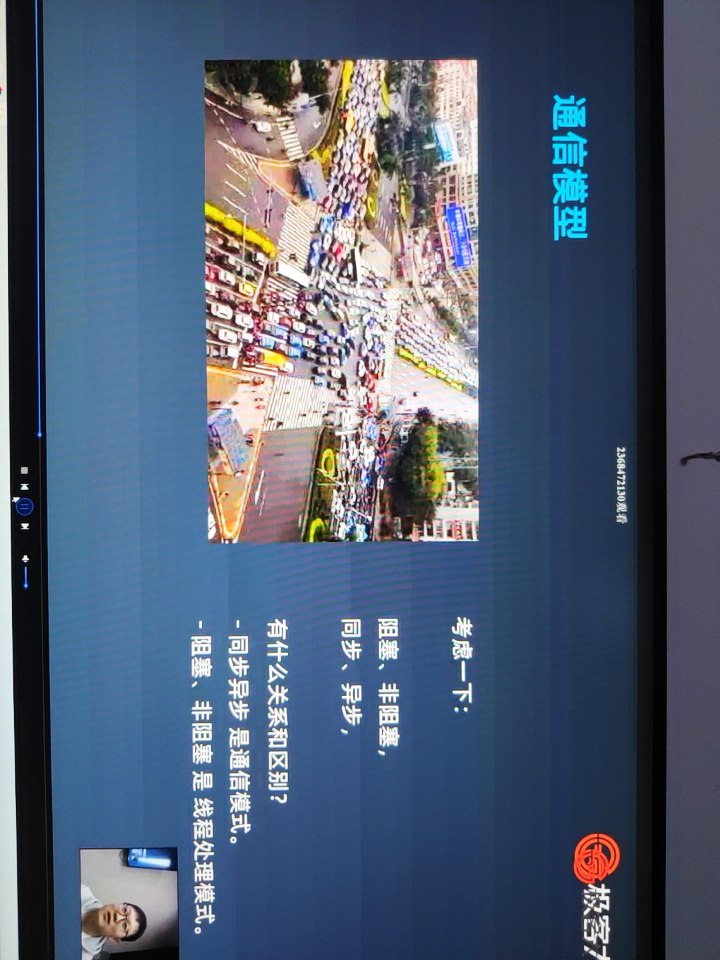 2368472130观看
极客大
通信模型
考虑一下：
阻塞、非阻塞，
同步、异步，
有什么关系和区别？
- 同步异步 是通信模式。
- 阻塞、非阻塞 是 线程处理模式。